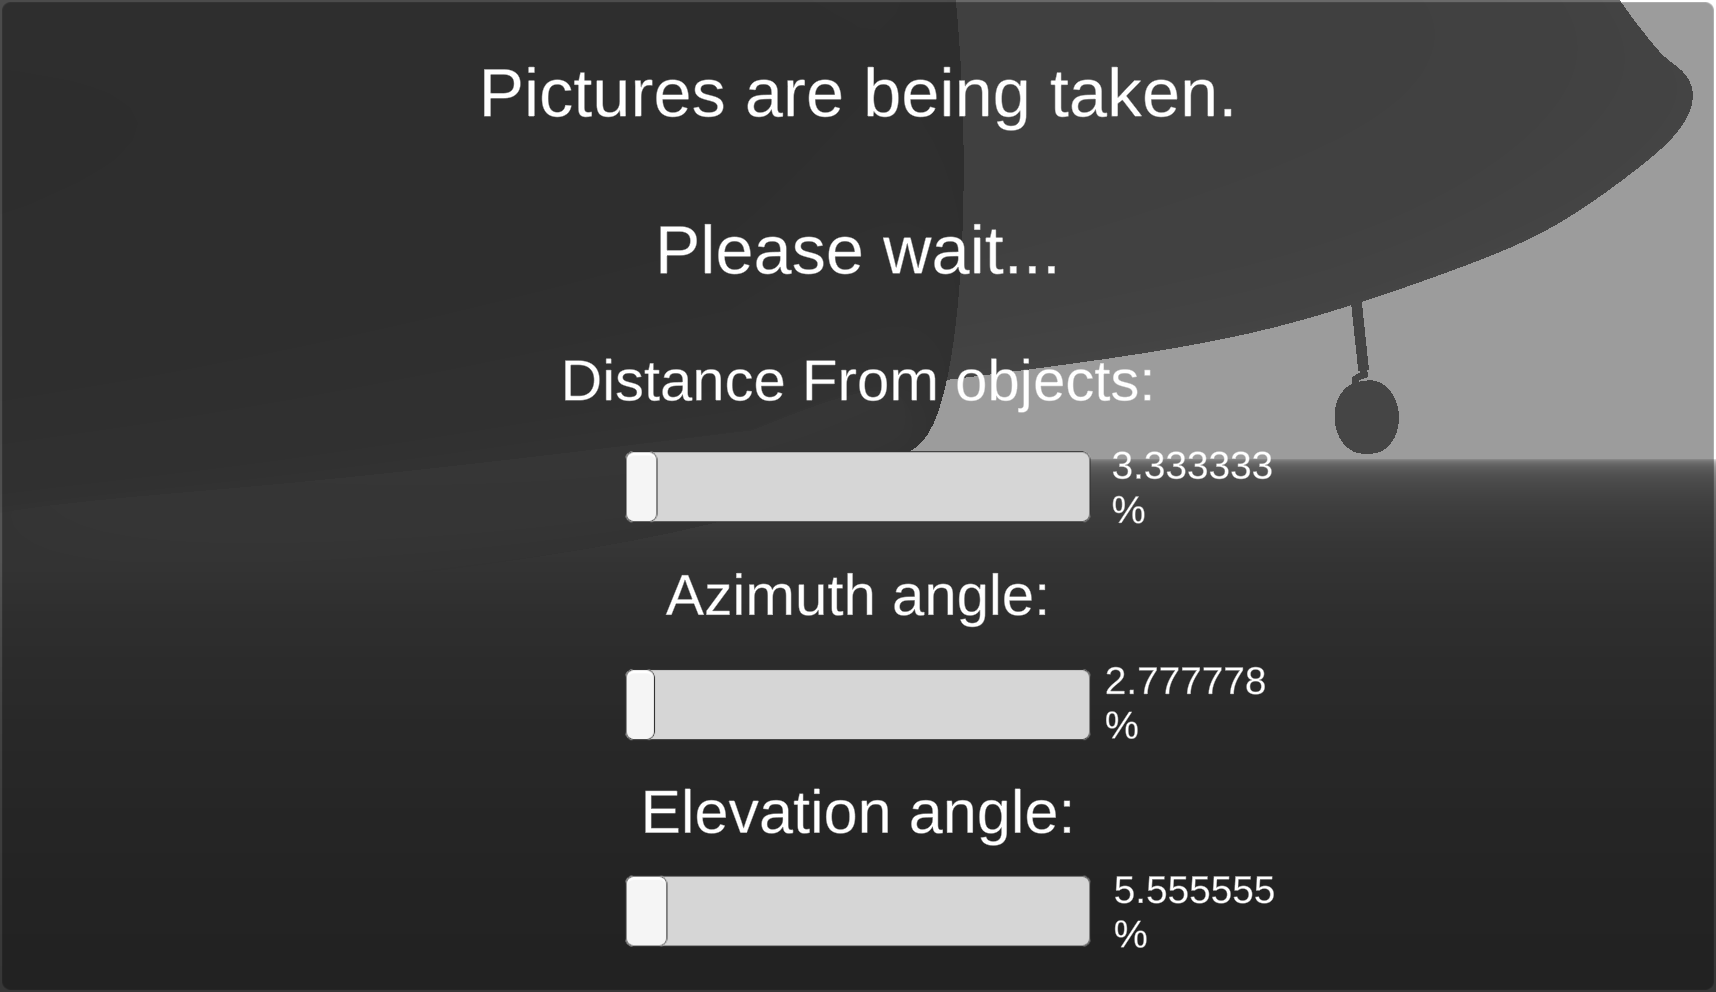 Pictures are being taken.
Please wait...
Distance From objects:
3.333333
%
Azimuth angle:
2.777778
%
Elevation angle:
5.555555
%